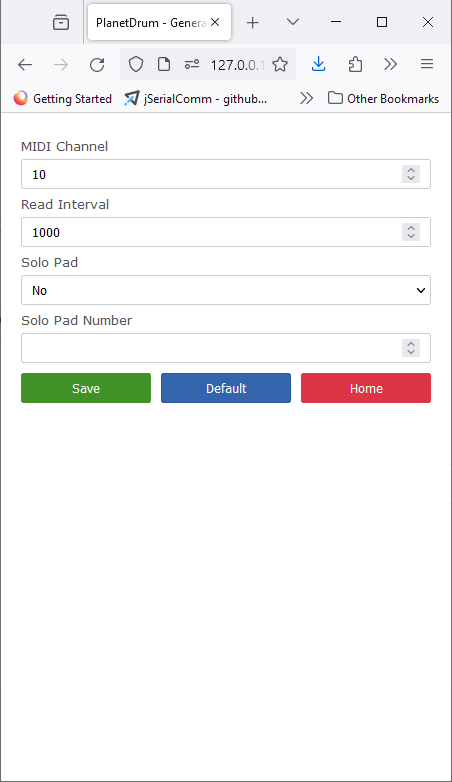 PlanetDrum - Genera
127.0.0.1
Getting Started
jSerialComm - github...
Other Bookmarks
MIDI Channel
10
Read Interval
1000
Solo Pad
No
Solo Pad Number
Save
Default
Home